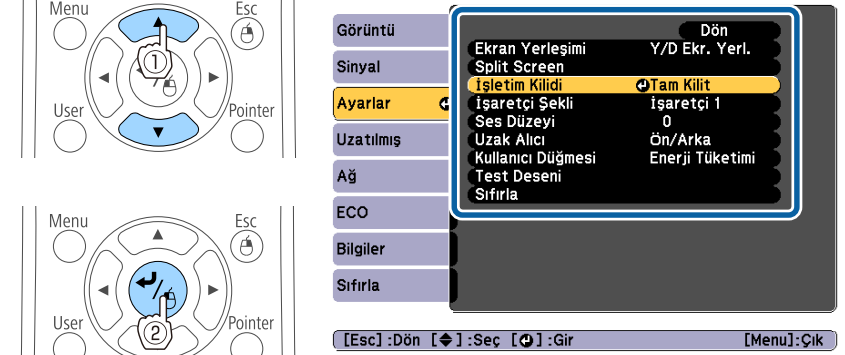 Menu
Esc
①
User
Pointer
Menu
Esc
②
User
Pointer
Görüntü
Sinyal
Ayarlar
Uzatılmış
Ağ
ECO
Bilgiler
Sıfırla
Dön
Ekran Yerleşimi Y/D Ekr. Yerl.
Split Screen
İşletim Kilidi Tam Kilit
İşaretçi Şekli İşaretçi 1
Ses Düzeyi 0
Uzak Alıcı Ön/Arka
Kullanıcı Düğmesi Enerji Tüketimi
Test Deseni
Sıfırla
[Esc] :Dön [◆] :Seç [⏎] :Gir [Menu]:Çık